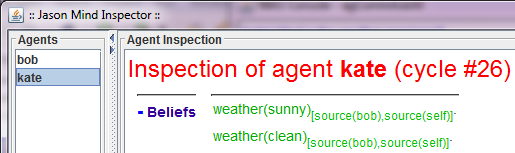 :: Jason Mind Inspector ::
Agents
bob
kate
Agent Inspection
Inspection of agent kate (cycle #26)
- Beliefs
weather(sunny)[source(bob),source(self)].
weather(clean)[source(bob),source(self)].